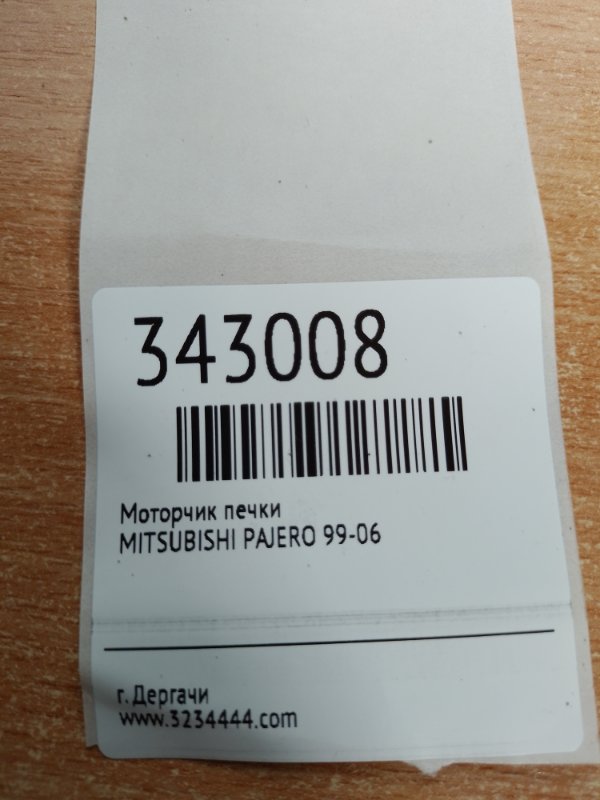 343008
Моторчик печки
MITSUBISHI PAJERO 99-06
г. Дергачи
www.3234444.com